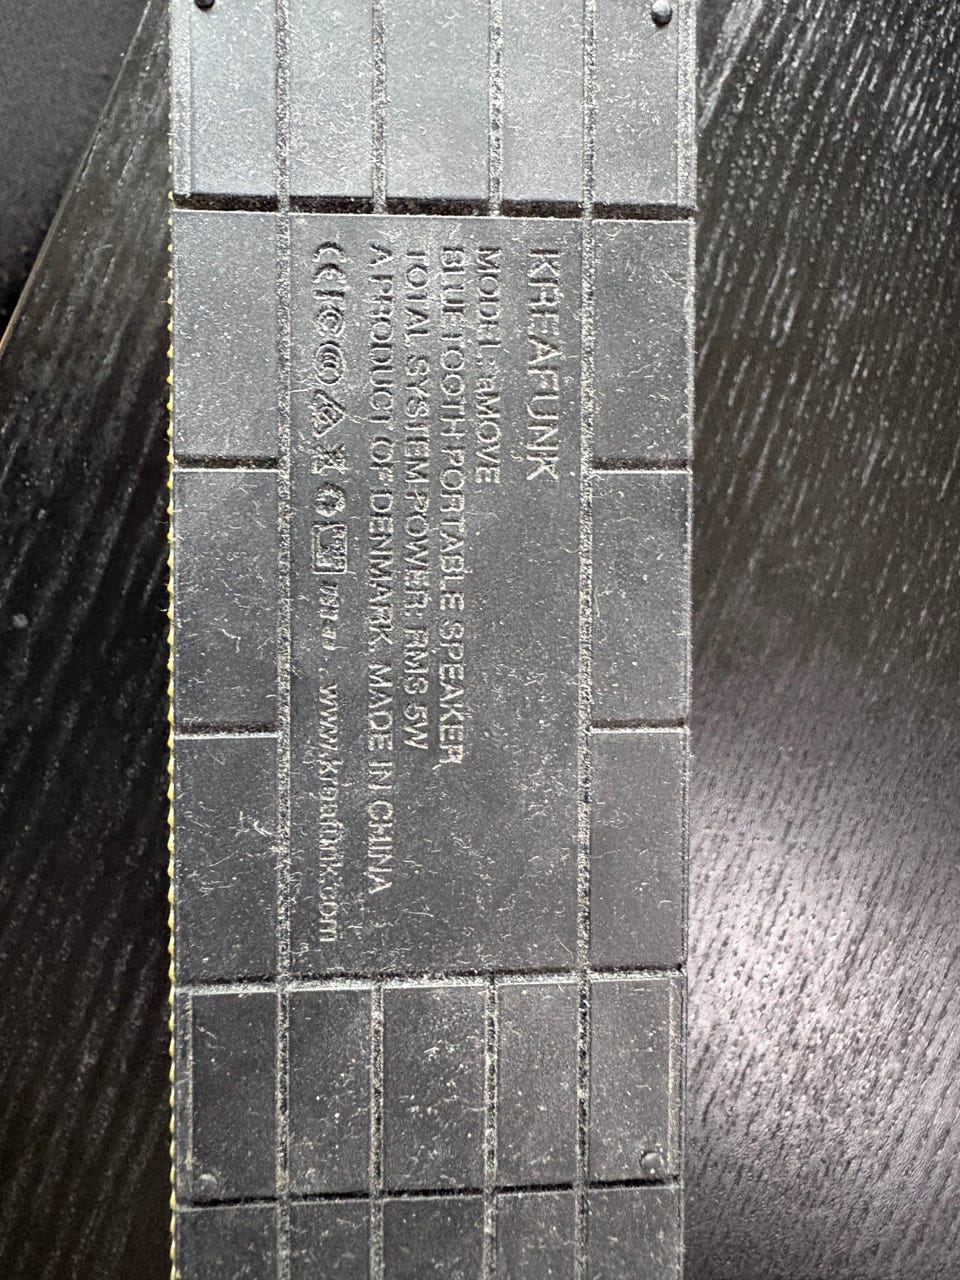 KREAFUNK
MODEL: aMOVE
BLUETOOTH PORTABLE SPEAKER
TOTAL SYSTEM POWER: RMS 5W
A PRODUCT OF DENMARK. MADE IN CHINA
CE www.kreafunk.com